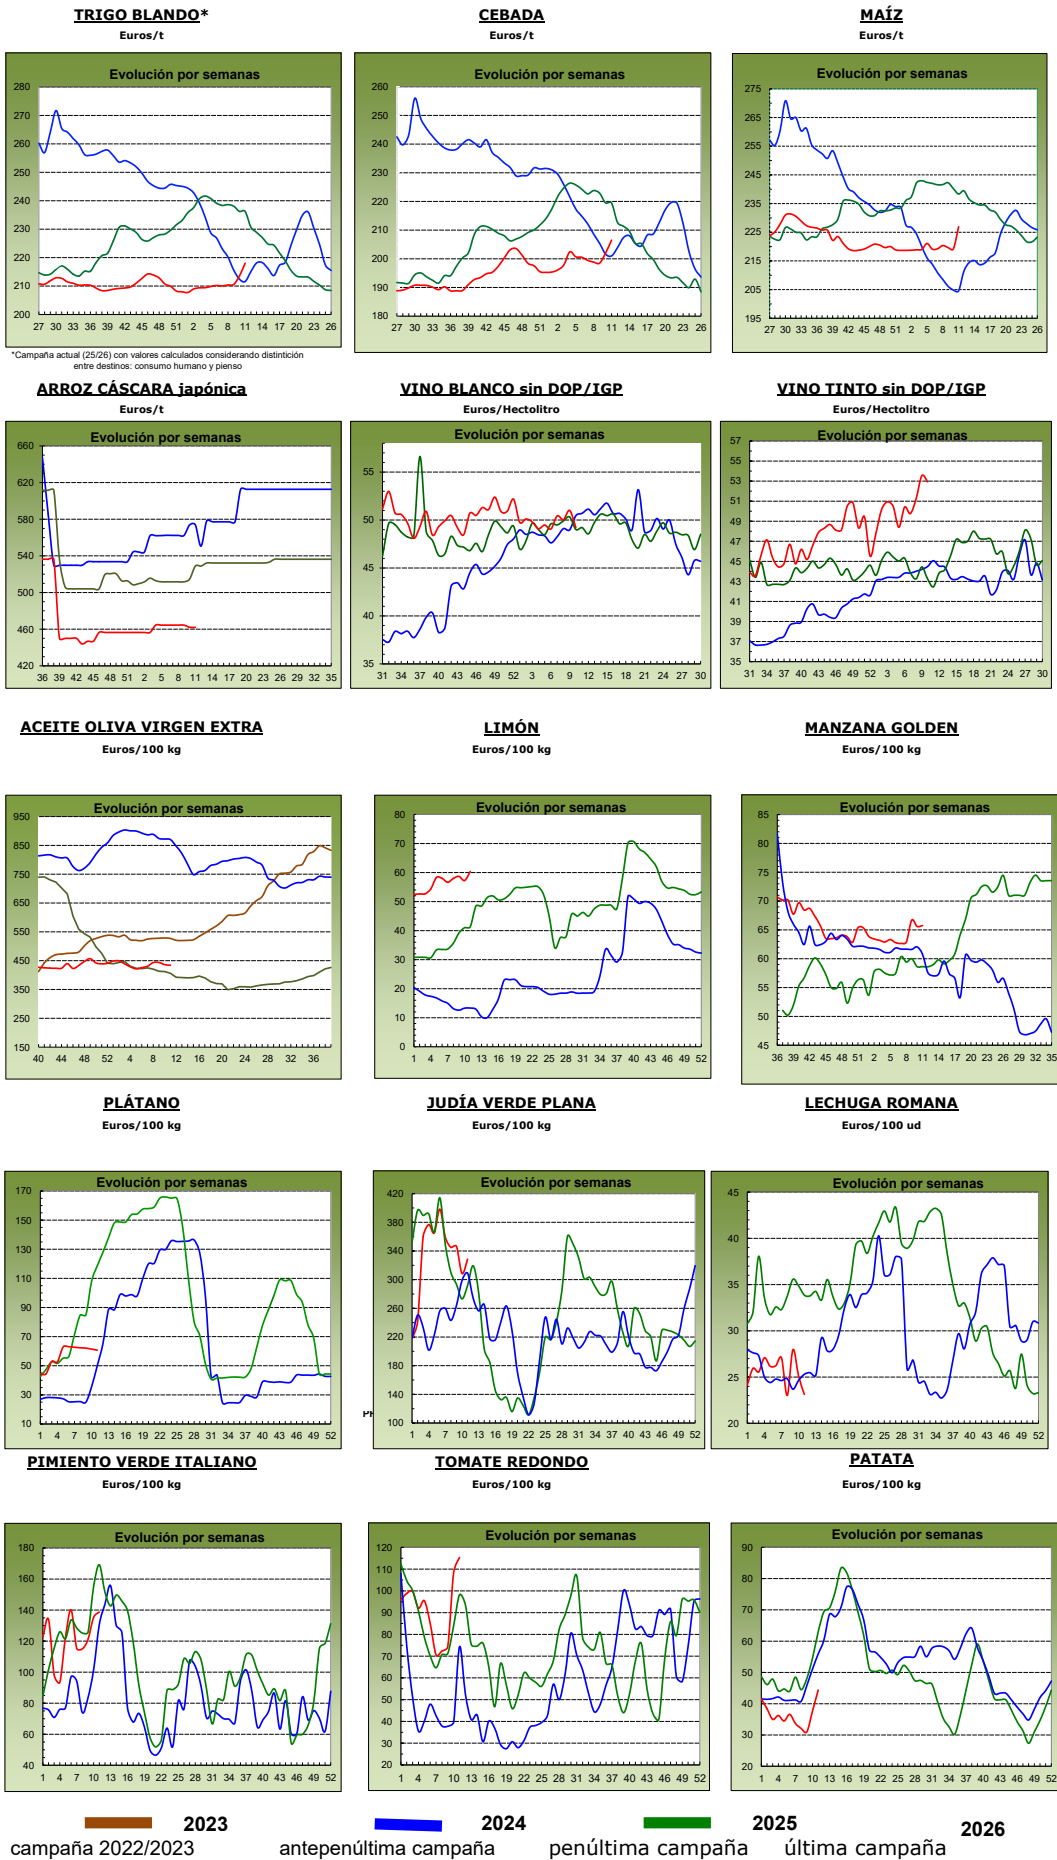 TRIGO BLANDO*
Euros/t
CEBADA
Euros/t
MAÍZ
Euros/t
Evolución por semanas
280
270
260
250
240
230
220
210
200
27 30 33 36 39 42 45 48 51 2 5 8 11 14 17 20 23 26
*Campaña actual (25/26) con valores calculados considerando distintición
entre destinos: consumo humano y pienso
Evolución por semanas
260
250
240
230
220
210
200
190
180
27 30 33 36 39 42 45 48 51 2 5 8 11 14 17 20 23 26
Evolución por semanas
275
265
255
245
235
225
215
205
195
27 30 33 36 39 42 45 48 51 2 5 8 11 14 17 20 23 26
ARROZ CÁSCARA japónica
Euros/t
VINO BLANCO sin DOP/IGP
Euros/Hectolitro
VINO TINTO sin DOP/IGP
Euros/Hectolitro
Evolución por semanas
660
620
580
540
500
460
420
36 39 42 45 48 51 2 5 8 11 14 17 20 23 26 29 32 35
Evolución por semanas
55
50
45
40
35
31 34 37 40 43 46 49 52 3 6 9 12 15 18 21 24 27 30
Evolución por semanas
57
55
53
51
49
47
45
43
41
39
37
35
31 34 37 40 43 46 49 52 3 6 9 12 15 18 21 24 27 30
ACEITE OLIVA VIRGEN EXTRA
Euros/100 kg
LIMÓN
Euros/100 kg
MANZANA GOLDEN
Euros/100 kg
Evolución por semanas
950
850
750
650
550
450
350
250
150
40 44 48 52 4 8 12 16 20 24 28 32 36
Evolución por semanas
80
70
60
50
40
30
20
10
0
1 4 7 10 13 16 19 22 25 28 31 34 37 40 43 46 49 52
Evolución por semanas
85
80
75
70
65
60
55
50
45
36 39 42 45 48 51 2 5 8 11 14 17 20 23 26 29 32 35
PLÁTANO
Euros/100 kg
JUDÍA VERDE PLANA
Euros/100 kg
LECHUGA ROMANA
Euros/100 ud
Evolución por semanas
170
150
130
110
90
70
50
30
10
1 4 7 10 13 16 19 22 25 28 31 34 37 40 43 46 49 52
Evolución por semanas
420
380
340
300
260
220
180
140
100
1 4 7 10 13 16 19 22 25 28 31 34 37 40 43 46 49 52
Evolución por semanas
45
40
35
30
25
20
1 4 7 10 13 16 19 22 25 28 31 34 37 40 43 46 49 52
PIMIENTO VERDE ITALIANO
Euros/100 kg
TOMATE REDONDO
Euros/100 kg
PATATA
Euros/100 kg
Evolución por semanas
180
160
140
120
100
80
60
40
1 4 7 10 13 16 19 22 25 28 31 34 37 40 43 46 49 52
Evolución por semanas
120
110
100
90
80
70
60
50
40
30
20
1 4 7 10 13 16 19 22 25 28 31 34 37 40 43 46 49 52
Evolución por semanas
90
80
70
60
50
40
30
20
1 4 7 10 13 16 19 22 25 28 31 34 37 40 43 46 49 52
2023 2024 2025 2026
campaña 2022/2023 antepenúltima campaña penúltima campaña última campaña